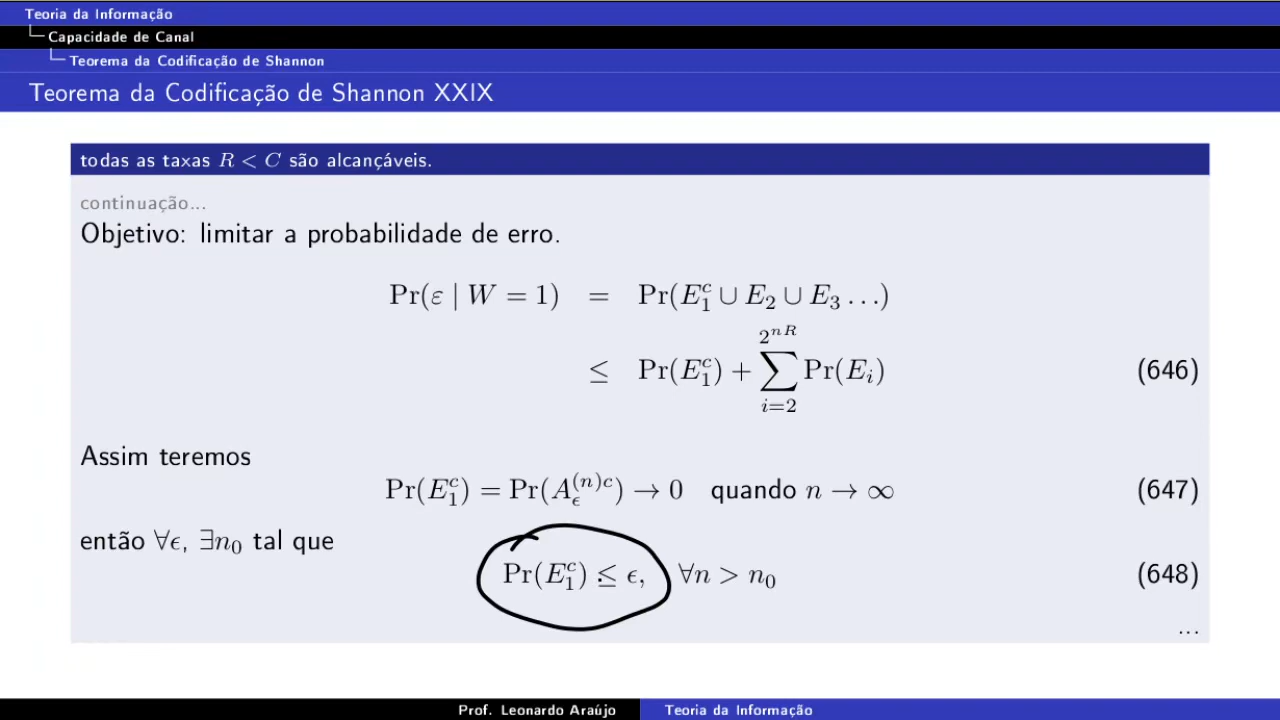 Teoria da Informação
Capacidade de Canal
Teorema da Codificação de Shannon
Teorema da Codificação de Shannon XXIX
todas as taxas R < C são alcançáveis.
continuação...
Objetivo: limitar a probabilidade de erro.
Pr(ε | W = 1) = Pr(E₁ᶜ ∪ E₂ ∪ E₃ ...)
≤ Pr(E₁ᶜ) + ∑_{i=2}^{2^{nR}} Pr(E_i) (646)
Assim teremos
Pr(E₁ᶜ) = Pr(A_ϵ^{(n)c}) → 0 quando n → ∞ (647)
então ∀ϵ, ∃n₀ tal que
Pr(E₁ᶜ) ≤ ϵ, ∀n > n₀ (648)
...
Prof. Leonardo Araújo Teoria da Informação